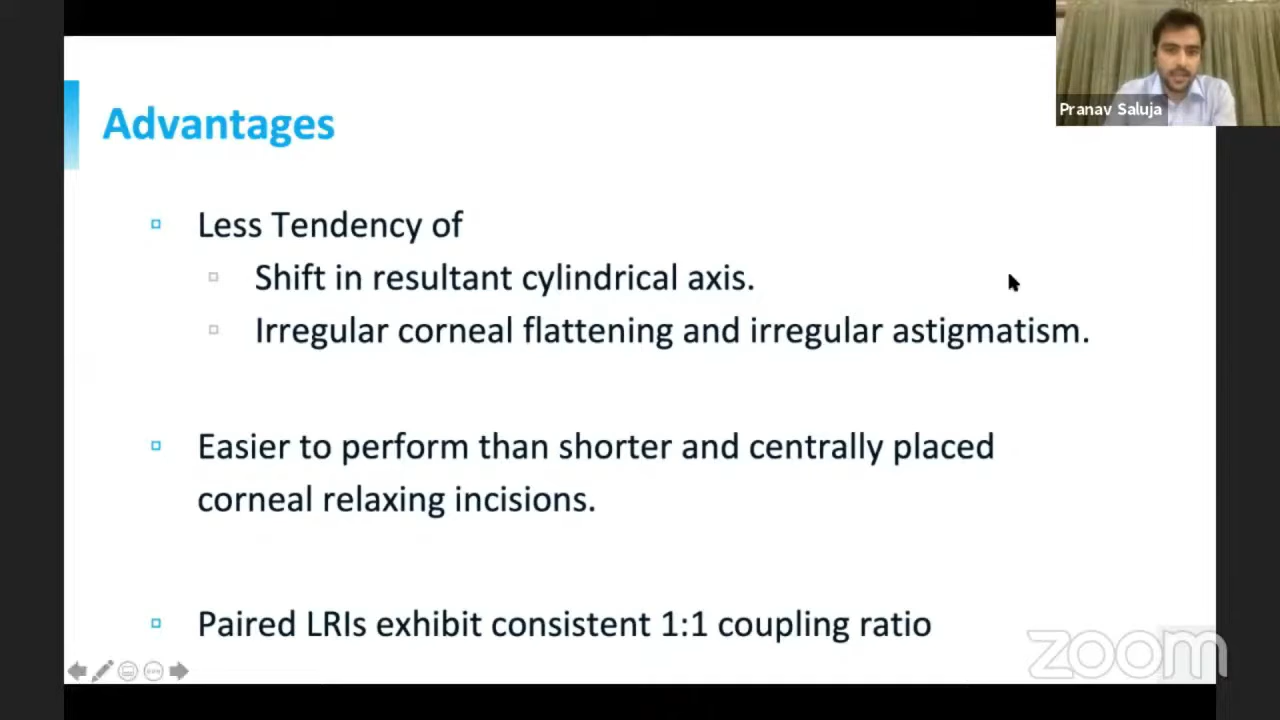 Pranav Saluja
Advantages
Less Tendency of
Shift in resultant cylindrical axis.
Irregular corneal flattening and irregular astigmatism.
Easier to perform than shorter and centrally placed
corneal relaxing incisions.
Paired LRIs exhibit consistent 1:1 coupling ratio
zoom